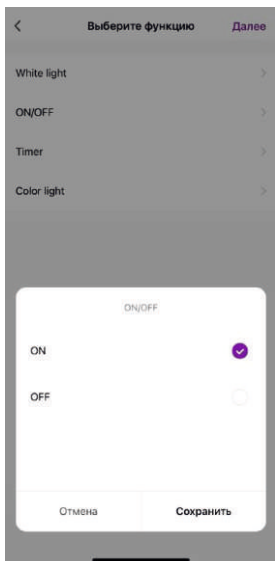 Выберите функцию Далее
White light
ON/OFF
Timer
Color light
ON/OFF
ON
OFF
Отмена Сохранить